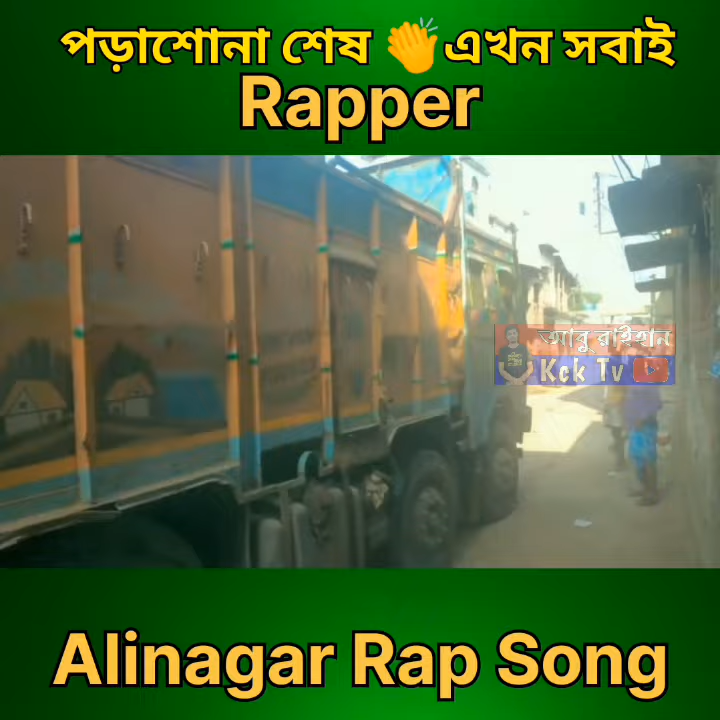 পড়াশোনা শেষ 👏এখন সবাই
Rapper
আবু রাইহান
Kck Tv
Alinagar Rap Song